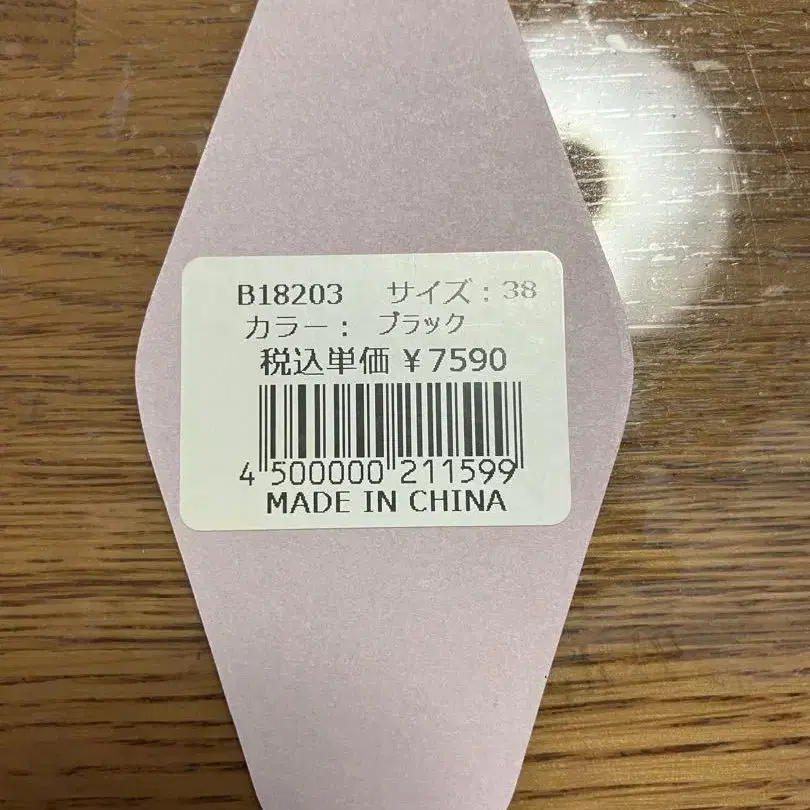 B18203 サイズ：38
カラー： ブラック
税込単価 ¥7590
4 500000 211599
MADE IN CHINA